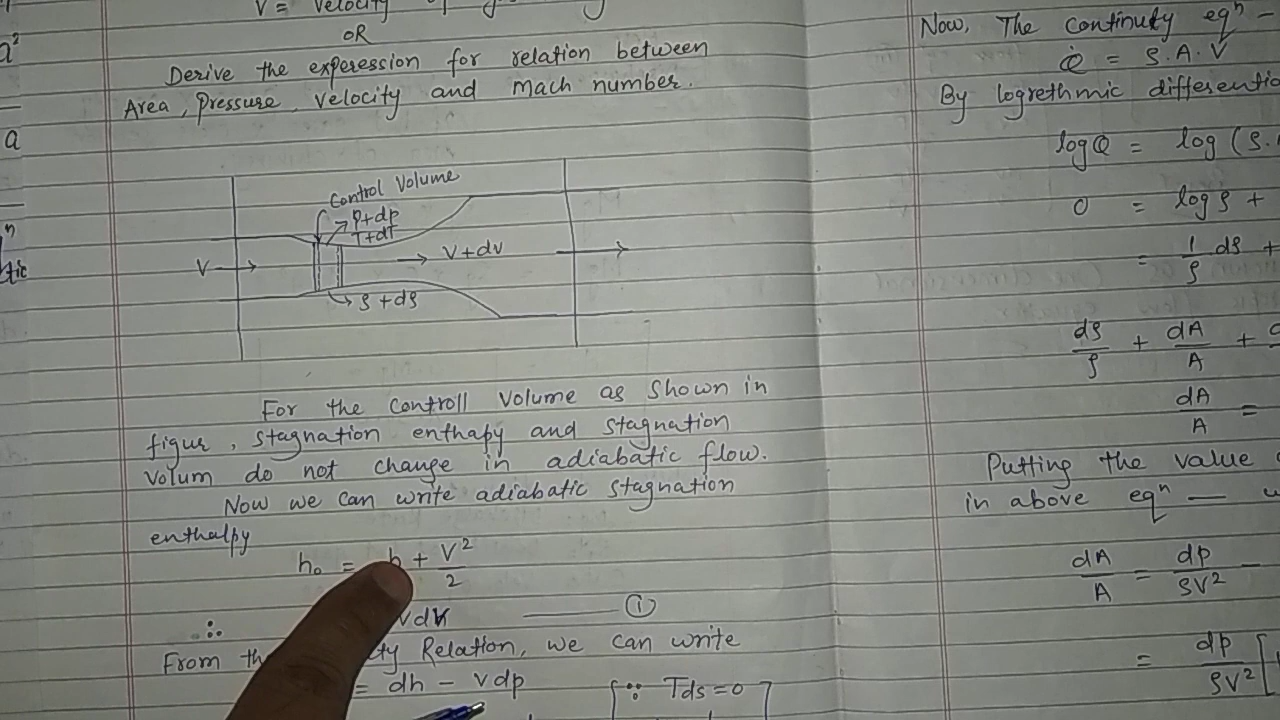 V = Velocity
OR
Derive the experession for relation between
Area, pressure, velocity and mach number.
Control Volume
P+dp
T+dT
V
V+dv
ρ+dρ
For the Controll Volume as shown in
figur, stagnation enthapy and stagnation
Volum do not change in adiabatic flow.
Now we can write adiabatic stagnation
enthalpy
h₀ = h + V²/2
∴ vdv ——— ①
From Relation, we can write
= dh - vdp [∵ Tds=0]
a²
a
Now, The continuty eqⁿ -
Q̇ = ρ.A.V
By logrethmic
log Q = log (ρ.
0 = log ρ +
= 1/ρ dρ +
dρ/ρ + dA/A +
dA/A =
Putting the value
in above eqⁿ —
dA/A = dp/ρV² -
= dp/ρV² [